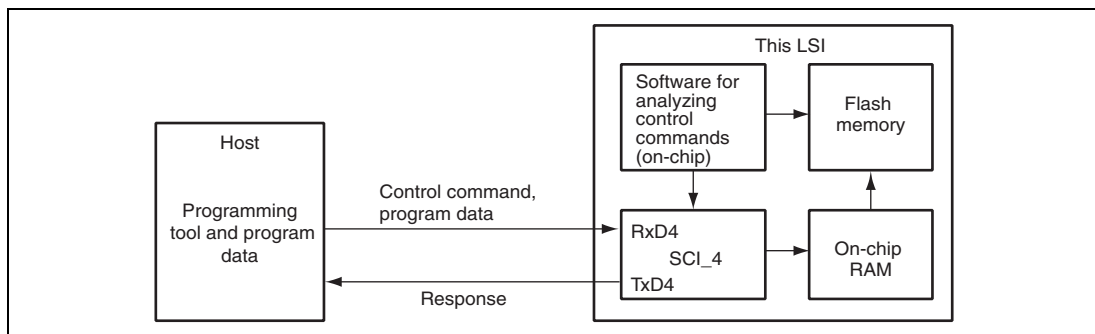 This LSI
Software for
analyzing
control
commands
(on-chip)
Flash
memory
Host
Programming
tool and program
data
Control command,
program data
RxD4
SCI_4
TxD4
On-chip
RAM
Response